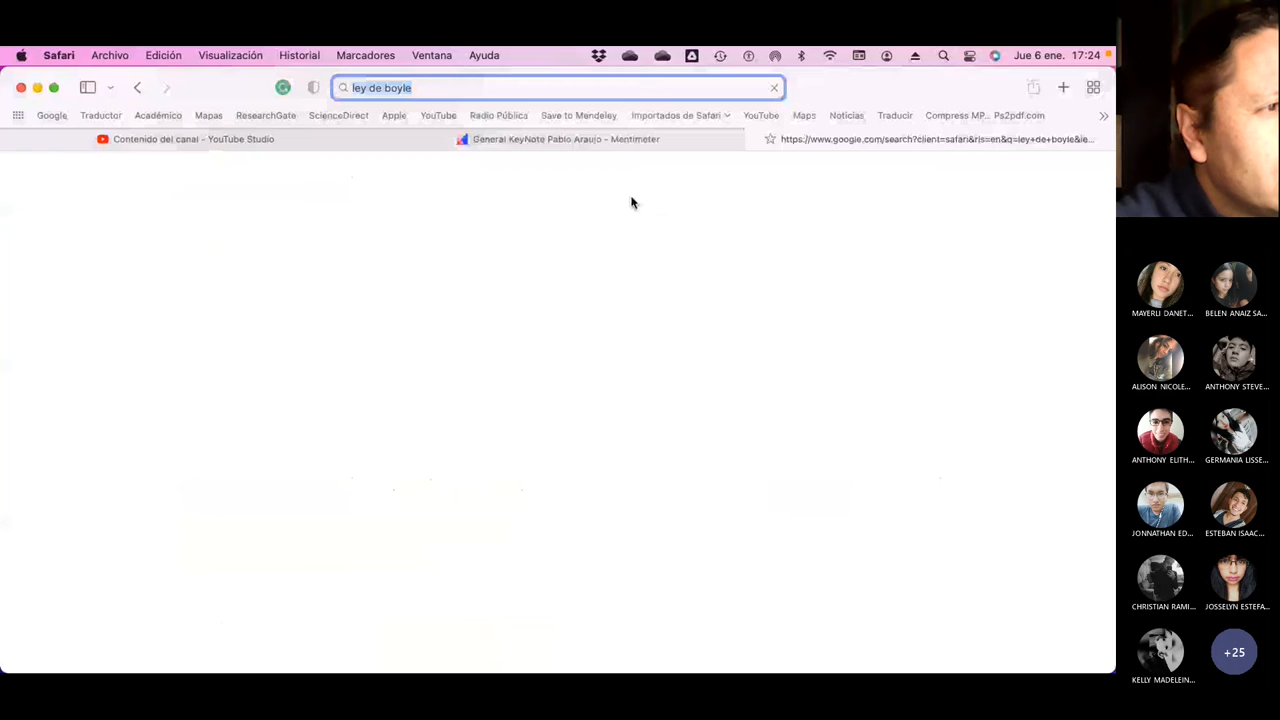 Safari Archivo Edición Visualización Historial Marcadores Ventana Ayuda Jue 6 ene. 17:24
ley de boyle
Google Traductor Académico Mapas ResearchGate ScienceDirect Apple YouTube Radio Pública Save to Mendeley Importados de Safari YouTube Maps Noticias Traducir Compress MP... Ps2pdf.com
Contenido del canal - YouTube Studio General KeyNote Pablo Araujo - Mentimeter https://www.google.com/search?client=safari&rls=en&q=ley+de+boyle&ie...
MAYERLI DANET... BELEN ANAIZ SA...
ALISON NICOLE... ANTHONY STEVE...
ANTHONY ELITH... GERMANIA LISSE...
JONNATHAN ED... ESTEBAN ISAAC...
CHRISTIAN RAMI... JOSSELYN ESTEFA...
+25
KELLY MADELEIN...